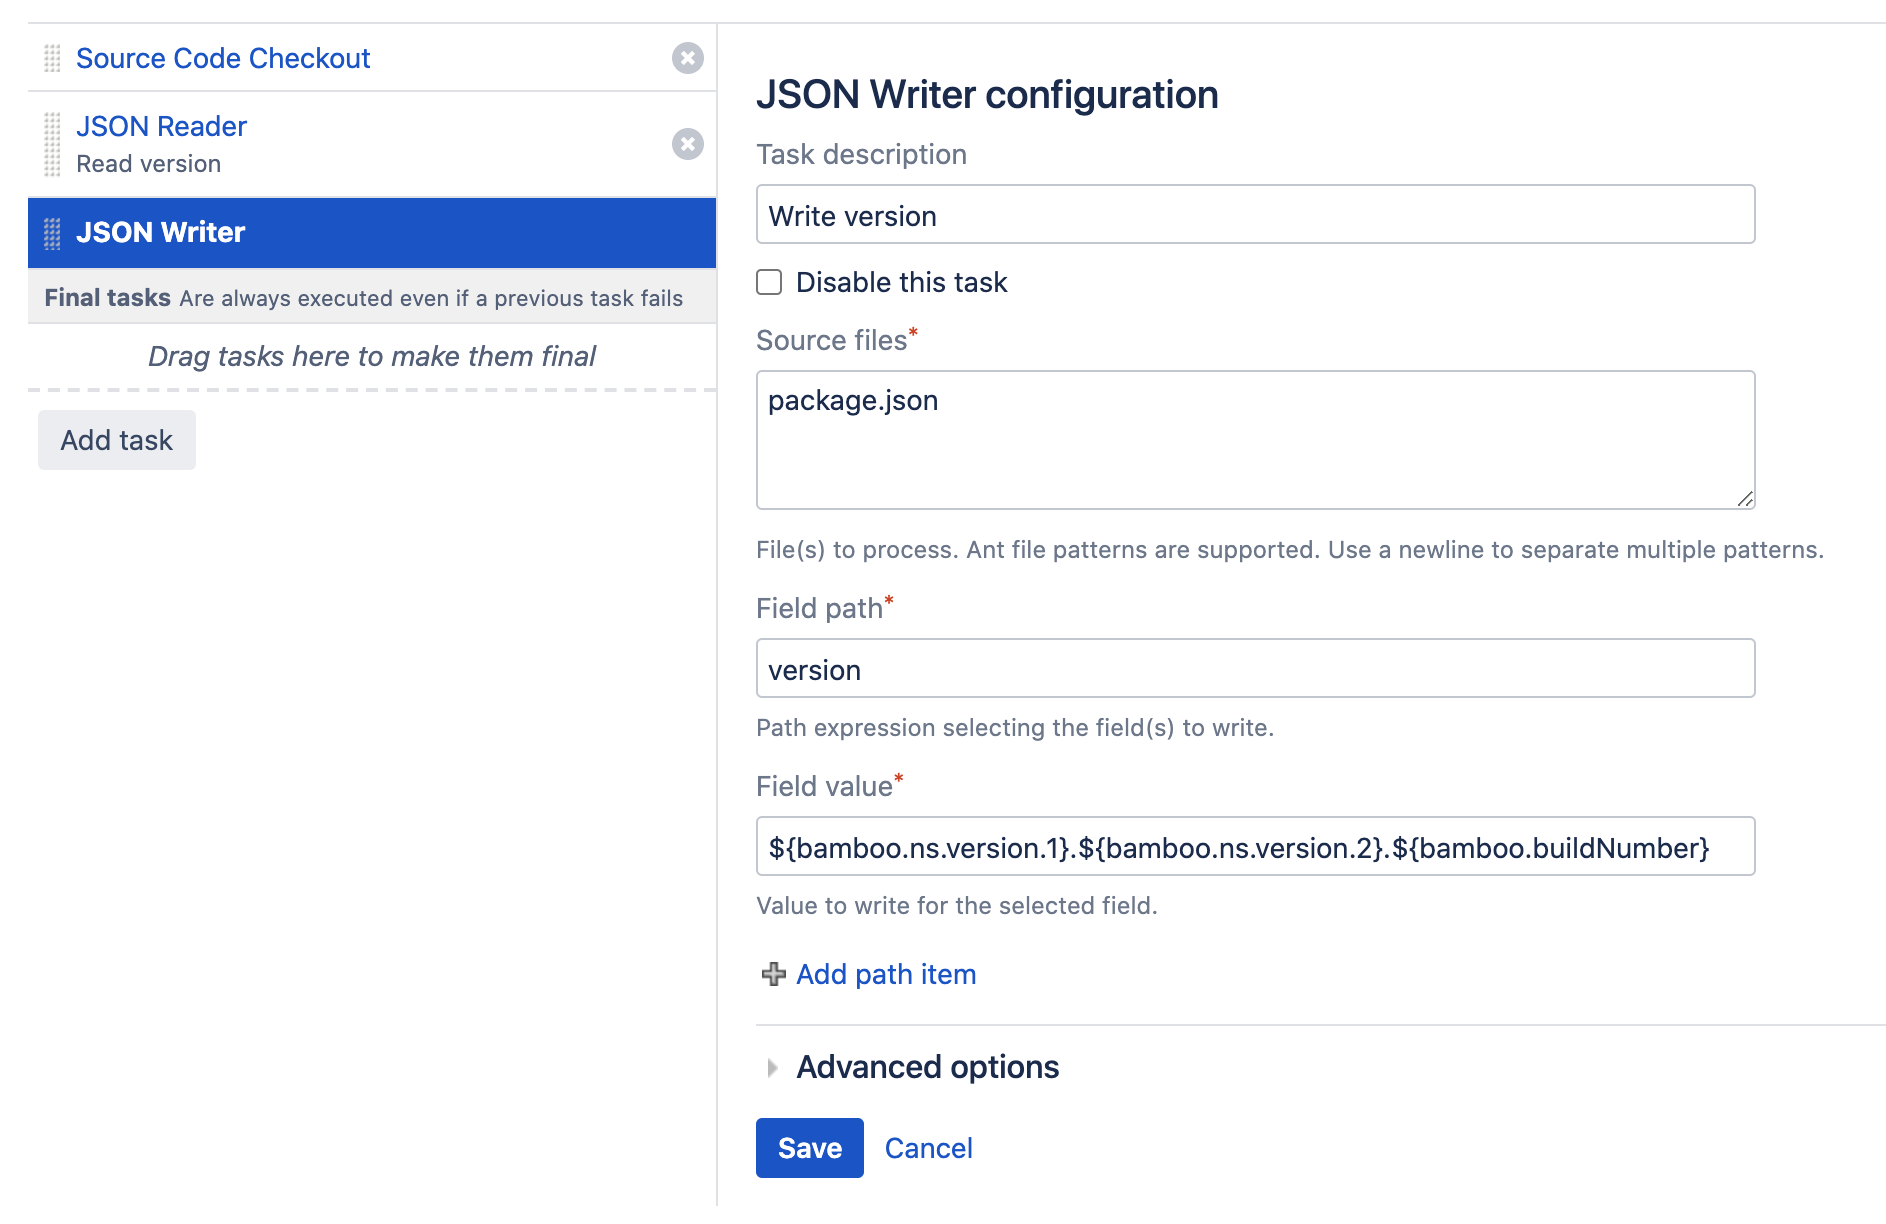 Source Code Checkout
JSON Reader
Read version
JSON Writer
Final tasks Are always executed even if a previous task fails
Drag tasks here to make them final
Add task
JSON Writer configuration
Task description
Write version
Disable this task
Source files*
package.json
File(s) to process. Ant file patterns are supported. Use a newline to separate multiple patterns.
Field path*
version
Path expression selecting the field(s) to write.
Field value*
${bamboo.ns.version.1}.${bamboo.ns.version.2}.${bamboo.buildNumber}
Value to write for the selected field.
Add path item
Advanced options
Save Cancel